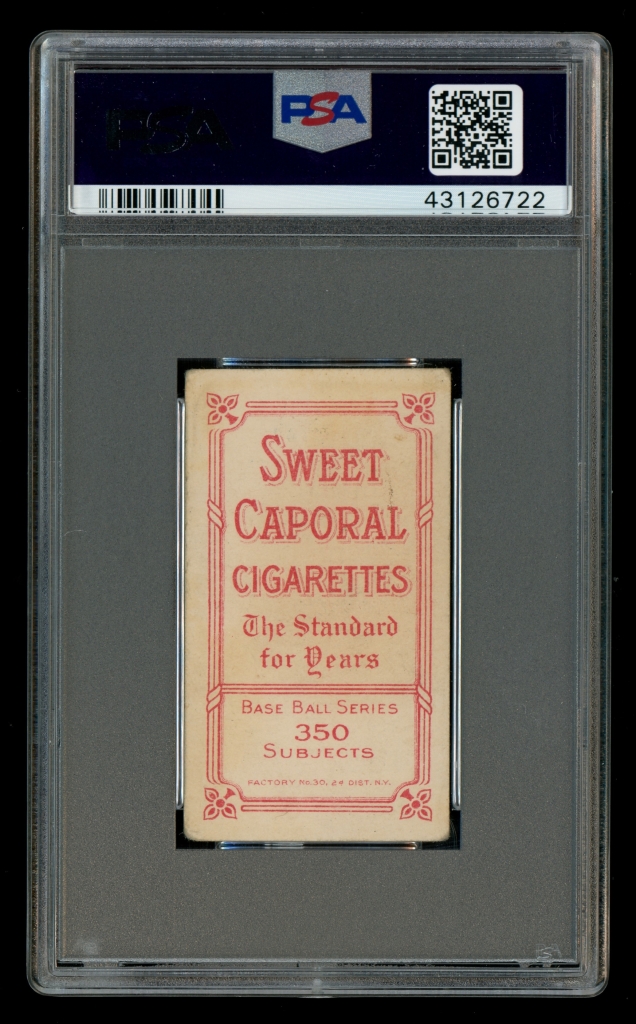 PSA
PSA
43126722
SWEET
CAPORAL
CIGARETTES
The Standard
for Years
BASE BALL SERIES
350
SUBJECTS
FACTORY No. 30, 2d DIST. N.Y.